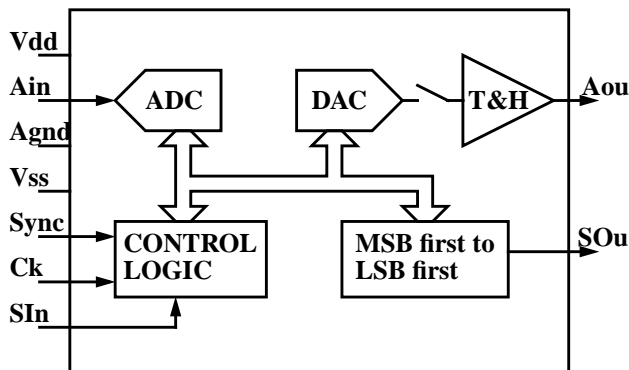 Vdd
Ain
ADC
DAC
T&H
Aou
Agnd
Vss
Sync
CONTROL
LOGIC
MSB first to
LSB first
SOu
Ck
SIn